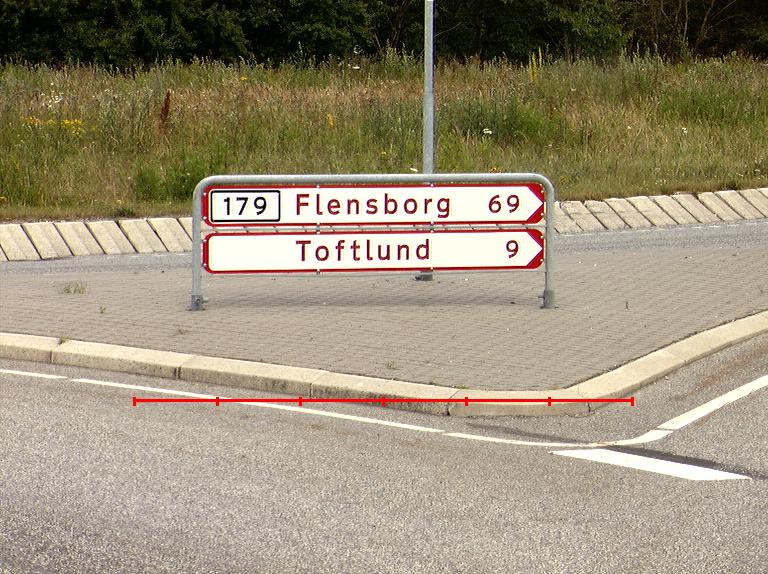 179 Flensborg 69
Toftlund 9